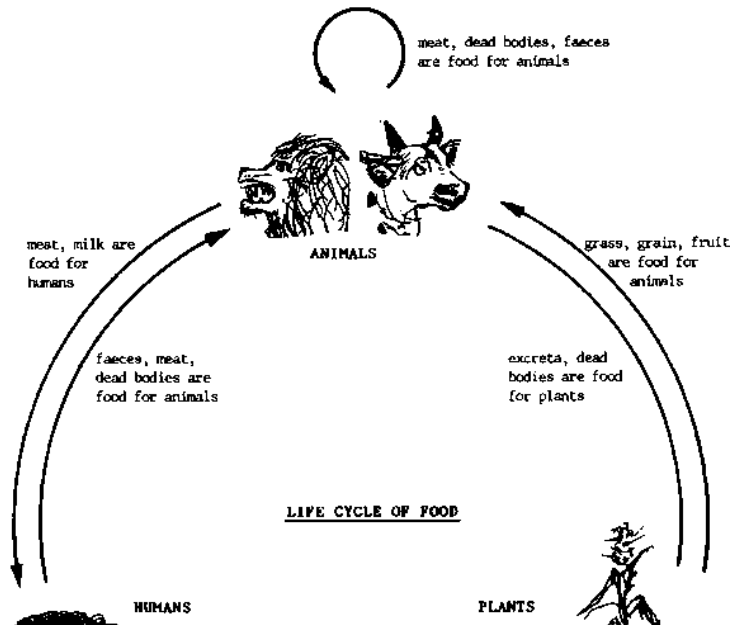 meat, dead bodies, faeces
are food for animals
ANIMALS
meat, milk are
food for
humans
grass, grain, fruit
are food for
animals
faeces, meat,
dead bodies are
food for animals
excreta, dead
bodies are food
for plants
LIFE CYCLE OF FOOD
HUMANS
PLANTS